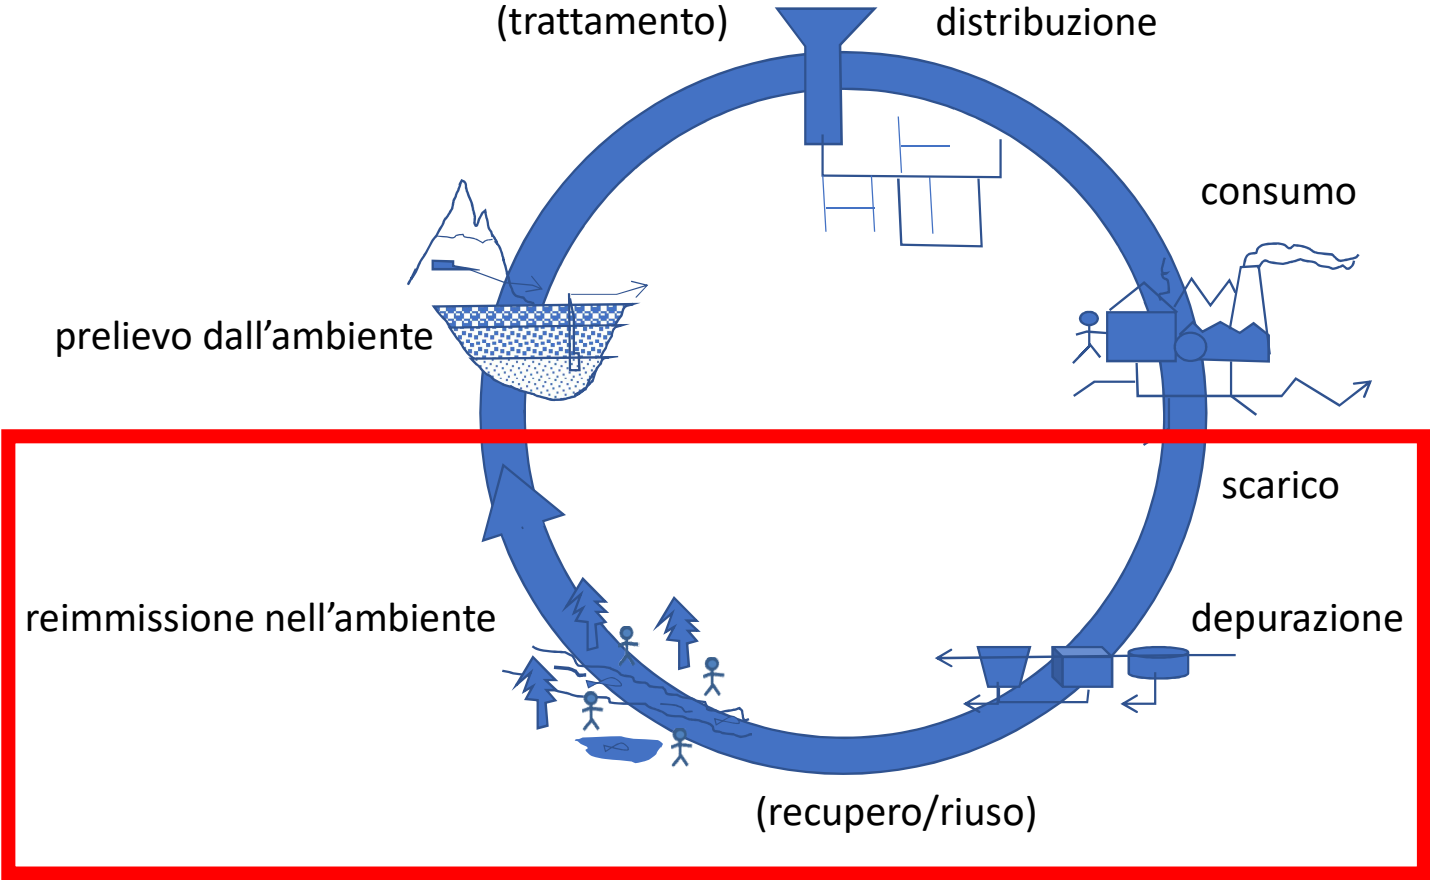 (trattamento)
distribuzione
consumo
prelievo dall’ambiente
scarico
reimmissione nell’ambiente
depurazione
(recupero/riuso)